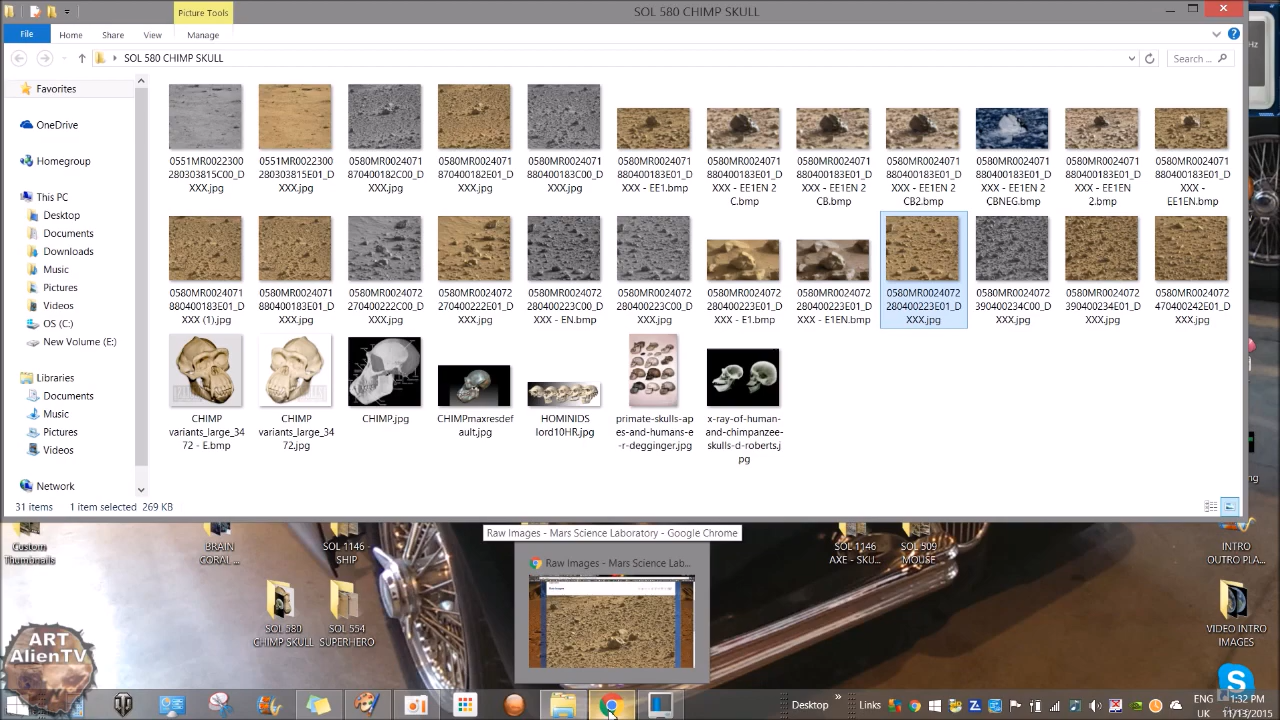 Picture Tools
SOL 580 CHIMP SKULL
File
Home
Share
View
Manage
SOL 580 CHIMP SKULL
Search ...
Favorites
OneDrive
Homegroup
This PC
Desktop
Documents
Downloads
Music
Pictures
Videos
OS (C:)
New Volume (E:)
Libraries
Documents
Music
Pictures
Videos
Network
0551MR0022300
280303815C00_D
XXX.jpg
0551MR0022300
280303815E01_D
XXX.jpg
0580MR0024071
870400182C00_D
XXX.jpg
0580MR0024071
870400182E01_D
XXX.jpg
0580MR0024071
880400183C00_D
XXX.jpg
0580MR0024071
880400183E01_D
XXX - EE1.bmp
0580MR0024071
880400183E01_D
XXX - EE1EN 2
C.bmp
0580MR0024071
880400183E01_D
XXX - EE1EN 2
CB.bmp
0580MR0024071
880400183E01_D
XXX - EE1EN 2
CB2.bmp
0580MR0024071
880400183E01_D
XXX - EE1EN 2
CBNEG.bmp
0580MR0024071
880400183E01_D
XXX - EE1EN
2.bmp
0580MR0024071
880400183E01_D
XXX -
EE1EN.bmp
0580MR0024071
880400183E01_D
XXX (1).jpg
0580MR0024071
880400183E01_D
XXX.jpg
0580MR0024072
270400222C00_D
XXX.jpg
0580MR0024072
270400222E01_D
XXX.jpg
0580MR0024072
280400223C00_D
XXX - EN.bmp
0580MR0024072
280400223C00_D
XXX.jpg
0580MR0024072
280400223E01_D
XXX - E1.bmp
0580MR0024072
280400223E01_D
XXX - E1EN.bmp
0580MR0024072
280400223E01_D
XXX.jpg
0580MR0024072
390400234C00_D
XXX.jpg
0580MR0024072
390400234E01_D
XXX.jpg
0580MR0024072
470400242E01_D
XXX.jpg
CHIMP
variants_large_34
72 - E.bmp
CHIMP
variants_large_34
72.jpg
CHIMP.jpg
CHIMPmaxresdef
ault.jpg
HOMINIDS
lord10HR.jpg
primate-skulls-ap
es-and-humans-e
-r-degginger.jpg
x-ray-of-human-
and-chimpanzee-
skulls-d-roberts.j
pg
31 items
1 item selected 269 KB
Raw Images - Mars Science Laboratory - Google Chrome
Raw Images - Mars Science Lab...
Custom
Thumbnails
BRAIN
CORAL ...
SOL 1146 -
SHIP
SOL 1146
AXE - SKU...
SOL 509
MOUSE
INTRO
OUTRO PLA...
SOL 580
CHIMP SKULL
SOL 554
SUPERHERO
VIDEO INTRO
IMAGES
ART
AlienTV
Desktop
Links
ENG
UK
1:32 PM
11/13/2015